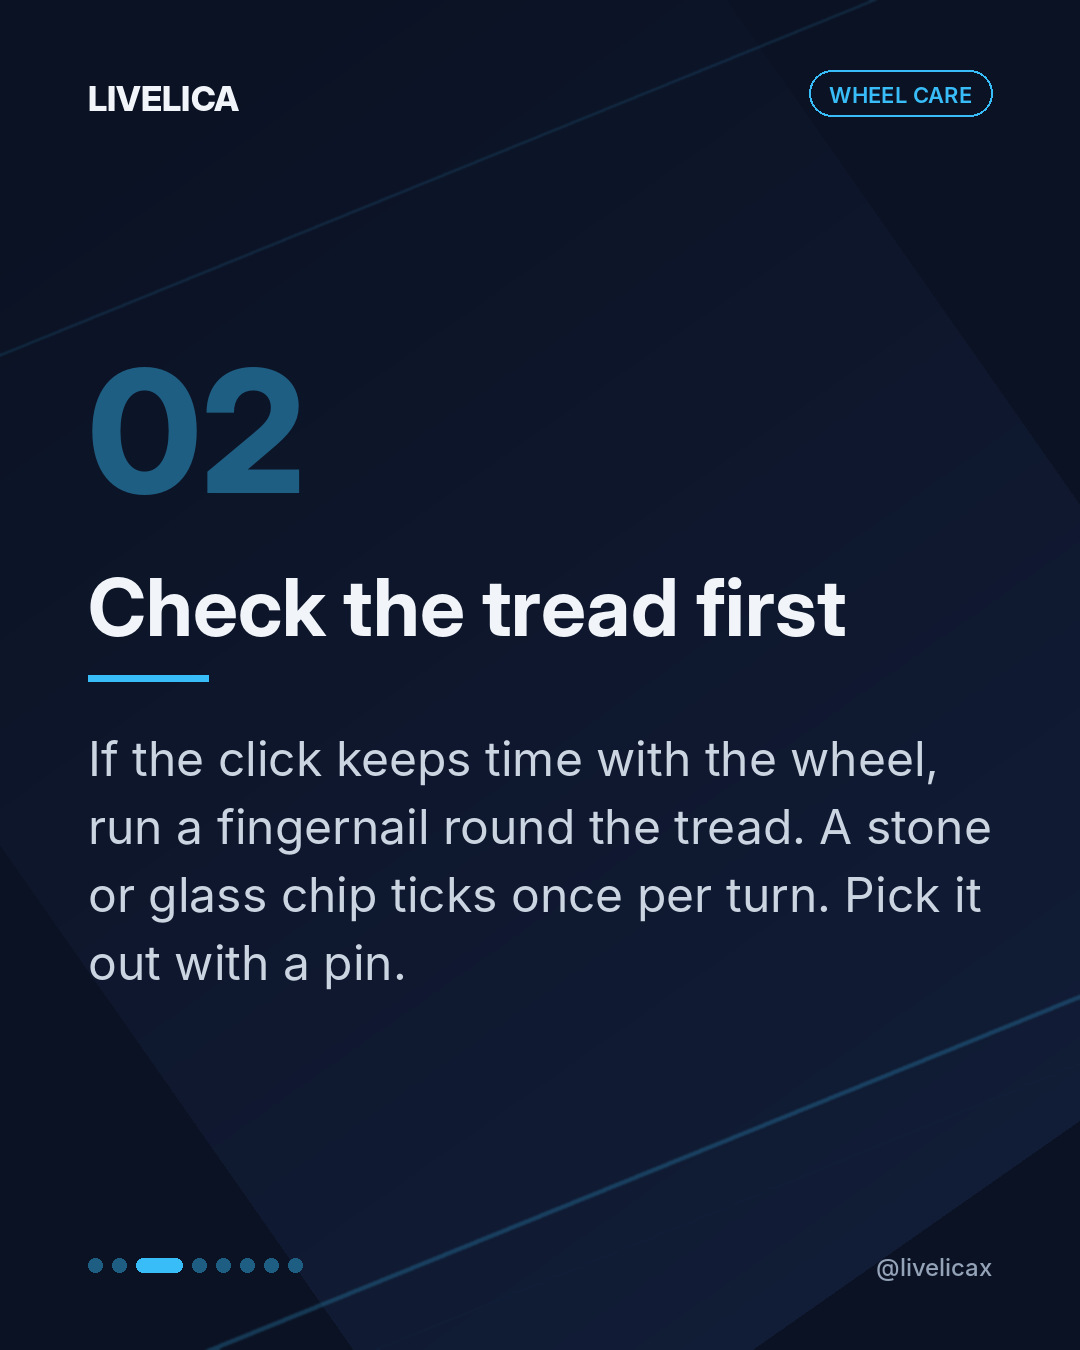 LIVELICA
WHEEL CARE
02
Check the tread first
If the click keeps time with the wheel,
run a fingernail round the tread. A stone
or glass chip ticks once per turn. Pick it
out with a pin.
@livelicax